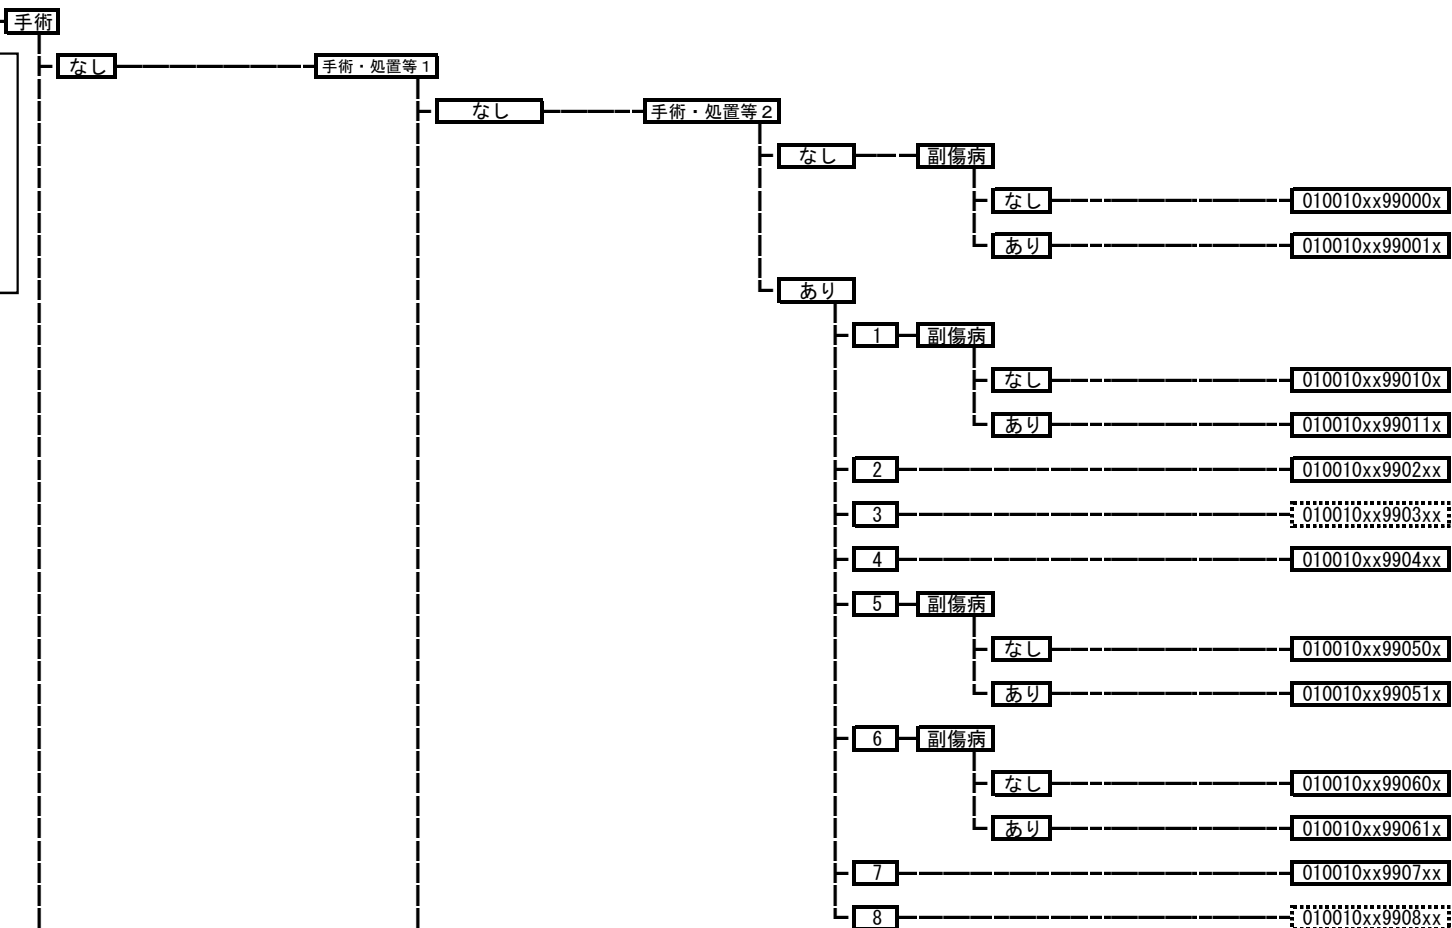 手術
なし 手術・処置等1
なし 手術・処置等2
なし 副傷病
なし 010010xx99000x
あり 010010xx99001x
あり
1 副傷病
なし 010010xx99010x
あり 010010xx99011x
2 010010xx9902xx
3 010010xx9903xx
4 010010xx9904xx
5 副傷病
なし 010010xx99050x
あり 010010xx99051x
6 副傷病
なし 010010xx99060x
あり 010010xx99061x
7 010010xx9907xx
8 010010xx9908xx